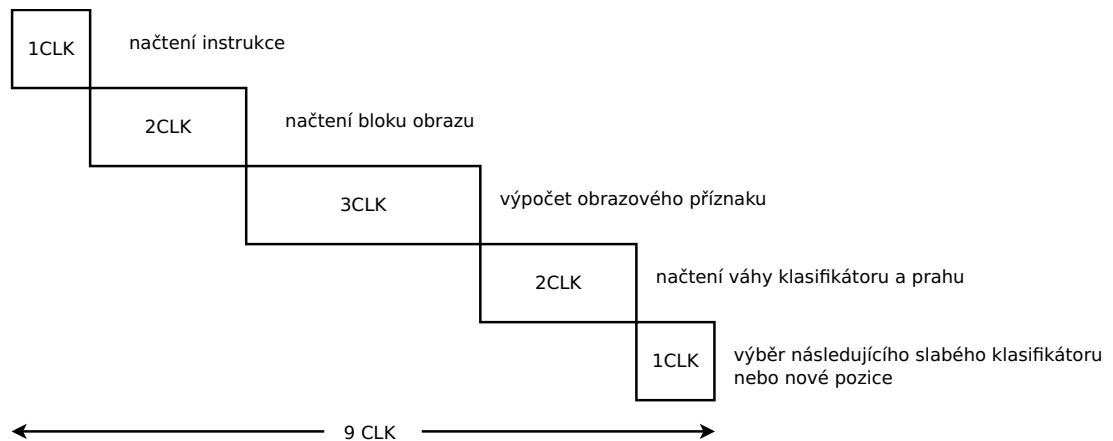 1CLK načtení instrukce
2CLK načtení bloku obrazu
3CLK výpočet obrazového příznaku
2CLK načtení váhy klasifikátoru a prahu
1CLK výběr následujícího slabého klasifikátoru
nebo nové pozice
9 CLK